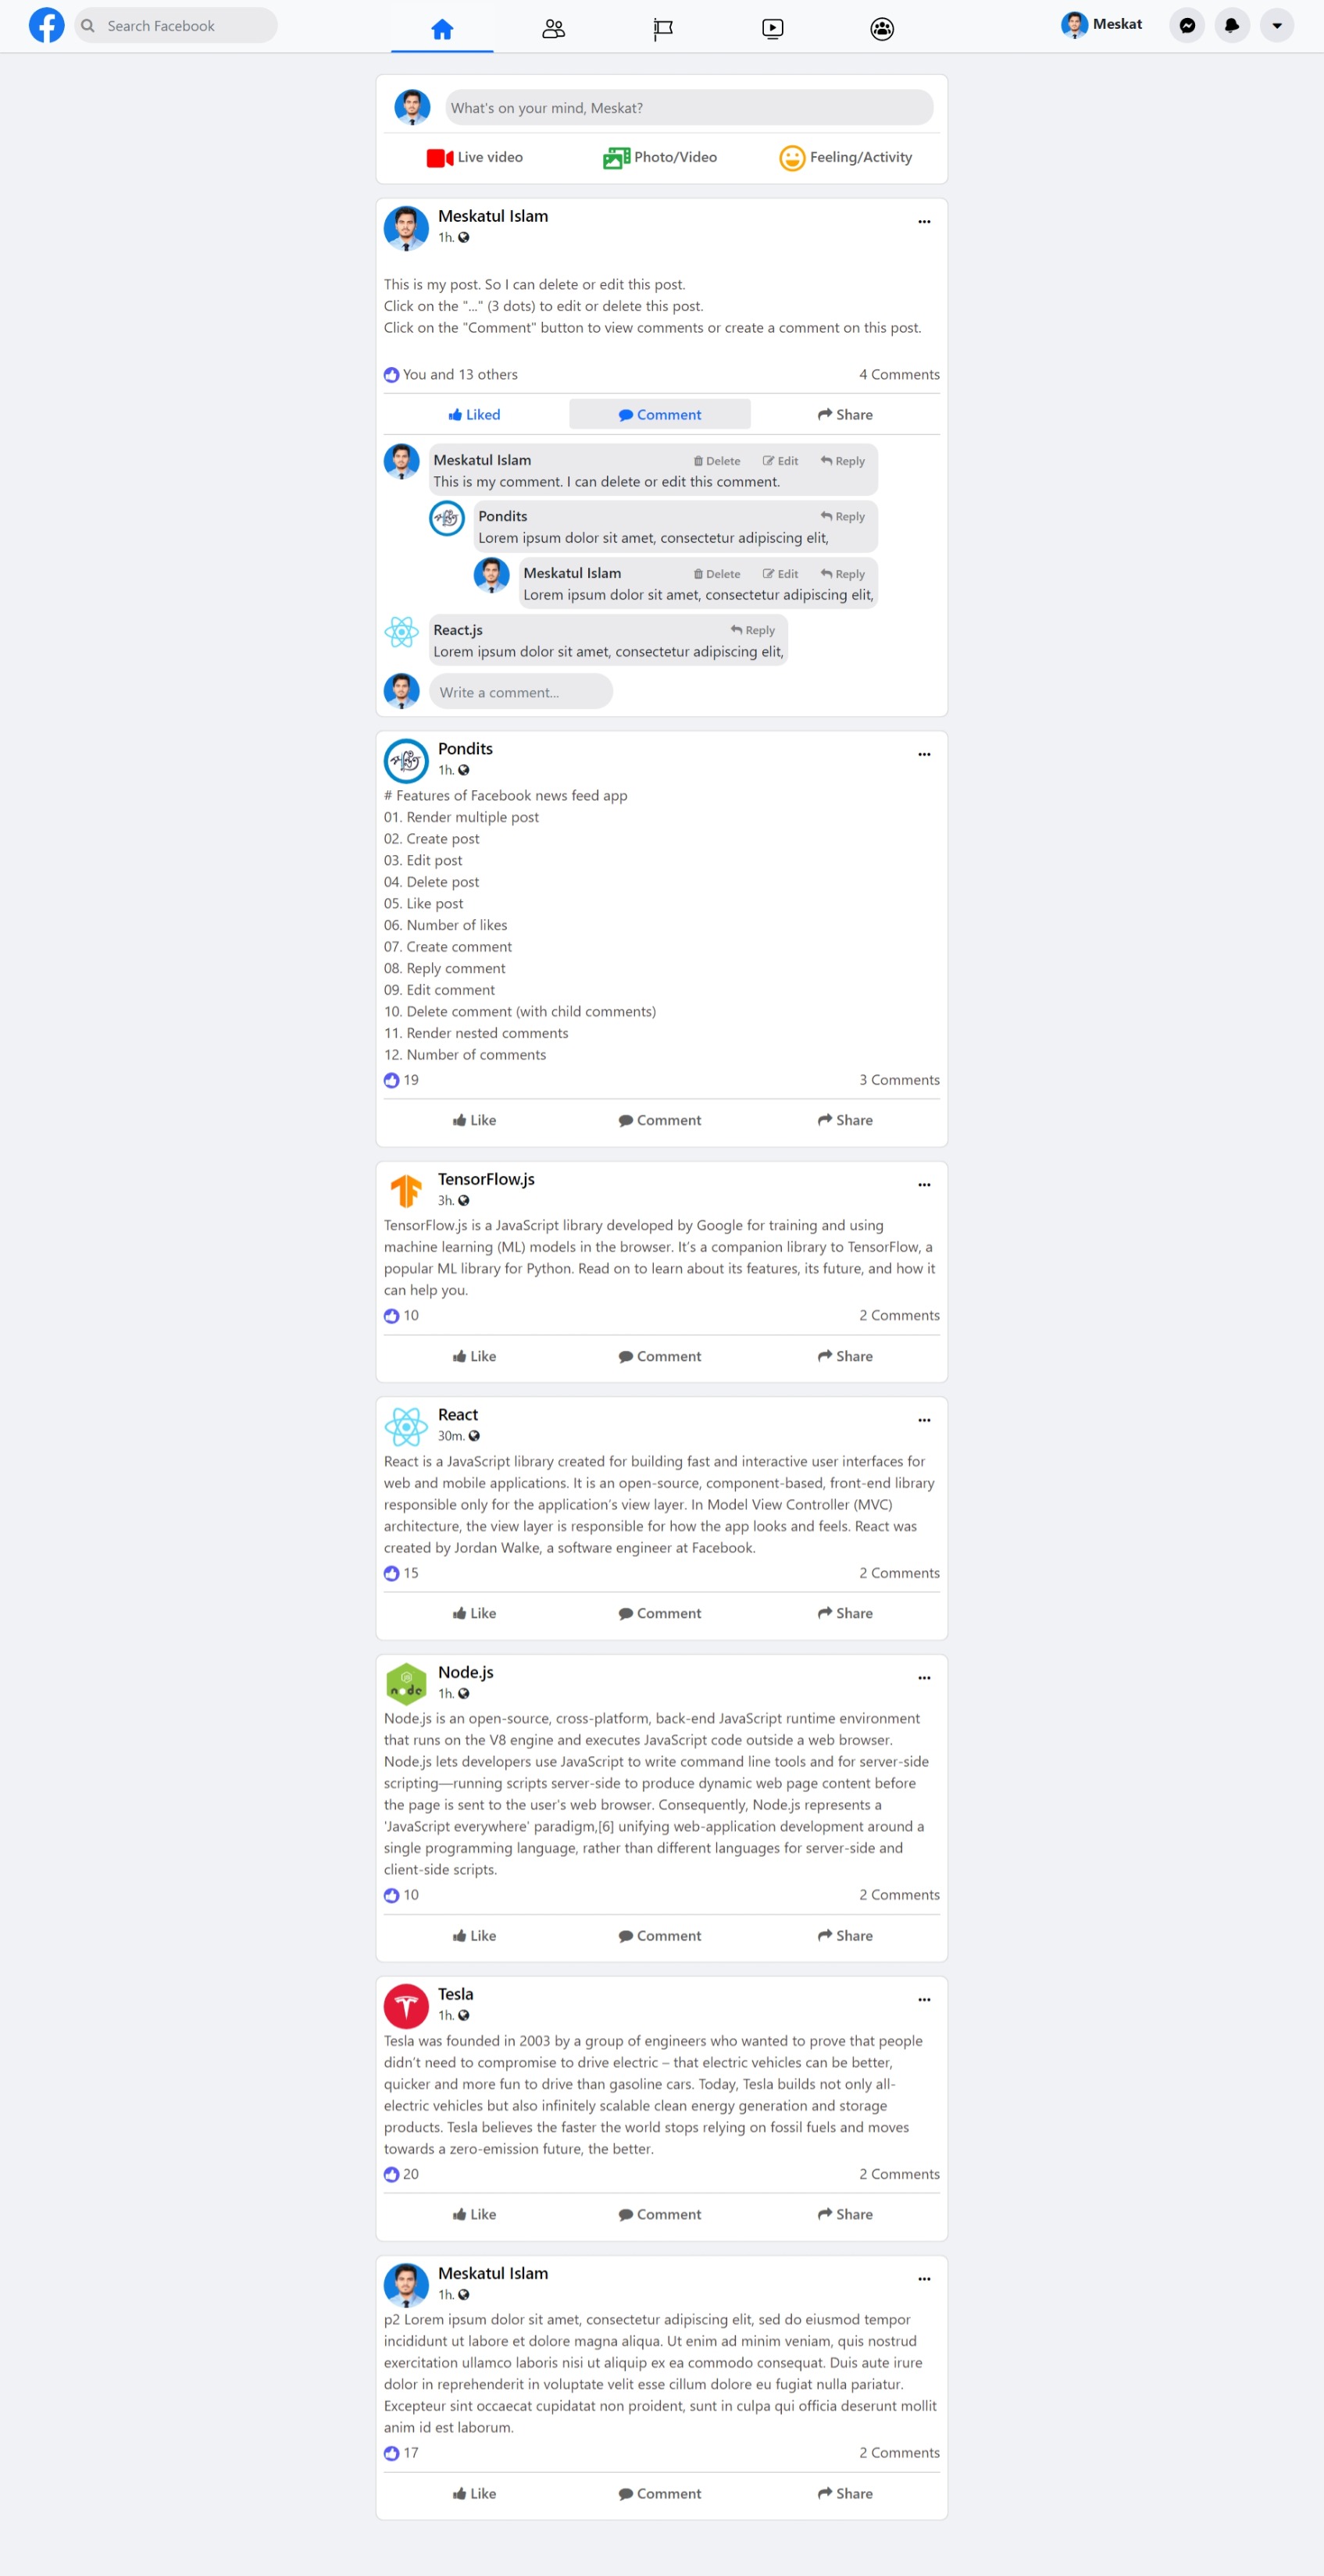 Search Facebook
Meskat
What's on your mind, Meskat?
Live video
Photo/Video
Feeling/Activity
Meskatul Islam
...
1h.
This is my post. So I can delete or edit this post.
Click on the "..." (3 dots) to edit or delete this post.
Click on the "Comment" button to view comments or create a comment on this post.
You and 13 others
4 Comments
Liked
Comment
Share
Meskatul Islam
Delete
Edit
Reply
This is my comment. I can delete or edit this comment.
Pondits
Reply
Lorem ipsum dolor sit amet, consectetur adipiscing elit,
Meskatul Islam
Delete
Edit
Reply
Lorem ipsum dolor sit amet, consectetur adipiscing elit,
React.js
Reply
Lorem ipsum dolor sit amet, consectetur adipiscing elit,
Write a comment...
Pondits
...
1h.
# Features of Facebook news feed app
01. Render multiple post
02. Create post
03. Edit post
04. Delete post
05. Like post
06. Number of likes
07. Create comment
08. Reply comment
09. Edit comment
10. Delete comment (with child comments)
11. Render nested comments
12. Number of comments
19
3 Comments
Like
Comment
Share
TensorFlow.js
...
3h.
TensorFlow.js is a JavaScript library developed by Google for training and using
machine learning (ML) models in the browser. It's a companion library to TensorFlow, a
popular ML library for Python. Read on to learn about its features, its future, and how it
can help you.
10
2 Comments
Like
Comment
Share
React
...
30m.
React is a JavaScript library created for building fast and interactive user interfaces for
web and mobile applications. It is an open-source, component-based, front-end library
responsible only for the application's view layer. In Model View Controller (MVC)
architecture, the view layer is responsible for how the app looks and feels. React was
created by Jordan Walke, a software engineer at Facebook.
15
2 Comments
Like
Comment
Share
node
Node.js
...
1h.
Node.js is an open-source, cross-platform, back-end JavaScript runtime environment
that runs on the V8 engine and executes JavaScript code outside a web browser.
Node.js lets developers use JavaScript to write command line tools and for server-side
scripting—running scripts server-side to produce dynamic web page content before
the page is sent to the user's web browser. Consequently, Node.js represents a
'JavaScript everywhere' paradigm,[6] unifying web-application development around a
single programming language, rather than different languages for server-side and
client-side scripts.
10
2 Comments
Like
Comment
Share
Tesla
...
1h.
Tesla was founded in 2003 by a group of engineers who wanted to prove that people
didn't need to compromise to drive electric – that electric vehicles can be better,
quicker and more fun to drive than gasoline cars. Today, Tesla builds not only all-
electric vehicles but also infinitely scalable clean energy generation and storage
products. Tesla believes the faster the world stops relying on fossil fuels and moves
towards a zero-emission future, the better.
20
2 Comments
Like
Comment
Share
Meskatul Islam
...
1h.
p2 Lorem ipsum dolor sit amet, consectetur adipiscing elit, sed do eiusmod tempor
incididunt ut labore et dolore magna aliqua. Ut enim ad minim veniam, quis nostrud
exercitation ullamco laboris nisi ut aliquip ex ea commodo consequat. Duis aute irure
dolor in reprehenderit in voluptate velit esse cillum dolore eu fugiat nulla pariatur.
Excepteur sint occaecat cupidatat non proident, sunt in culpa qui officia deserunt mollit
anim id est laborum.
17
2 Comments
Like
Comment
Share